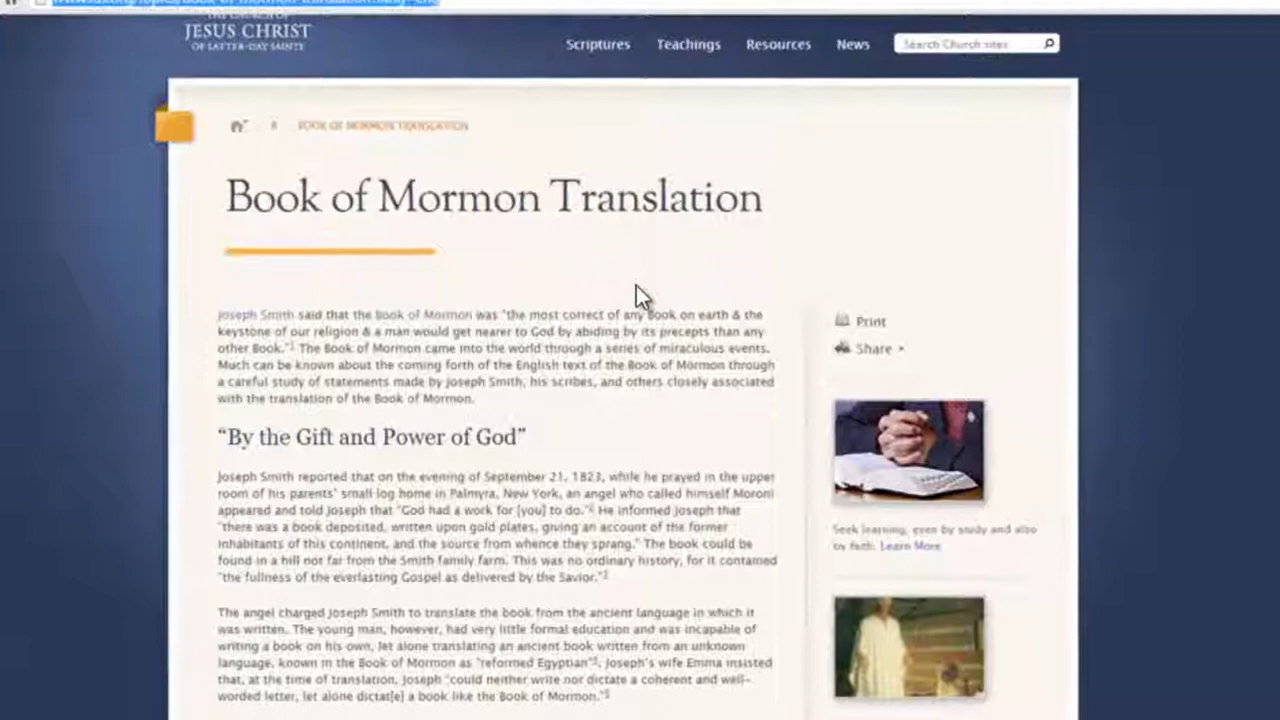 THE CHURCH OF
JESUS CHRIST
OF LATTER-DAY SAINTS
Scriptures Teachings Resources News Search Church sites
BOOK OF MORMON TRANSLATION
Book of Mormon Translation
Joseph Smith said that the Book of Mormon was “the most correct of any Book on earth & the
keystone of our religion & a man would get nearer to God by abiding by its precepts than any
other Book.”1 The Book of Mormon came into the world through a series of miraculous events.
Much can be known about the coming forth of the English text of the Book of Mormon through
a careful study of statements made by Joseph Smith, his scribes, and others closely associated
with the translation of the Book of Mormon.
“By the Gift and Power of God”
Joseph Smith reported that on the evening of September 21, 1823, while he prayed in the upper
room of his parents’ small log home in Palmyra, New York, an angel who called himself Moroni
appeared and told Joseph that “God had a work for [you] to do.”2 He informed Joseph that
“there was a book deposited, written upon gold plates, giving an account of the former
inhabitants of this continent, and the source from whence they sprang.” The book could be
found in a hill not far from the Smith family farm. This was no ordinary history, for it contained
“the fullness of the everlasting Gospel as delivered by the Savior.”3
The angel charged Joseph Smith to translate the book from the ancient language in which it
was written. The young man, however, had very little formal education and was incapable of
writing a book on his own, let alone translating an ancient book written from an unknown
language, known in the Book of Mormon as “reformed Egyptian”4. Joseph’s wife Emma insisted
that, at the time of translation, Joseph “could neither write nor dictate a coherent and well-
worded letter, let alone dictat[e] a book like the Book of Mormon.”5
Print
Share
Seek learning, even by study and also
by faith. Learn More